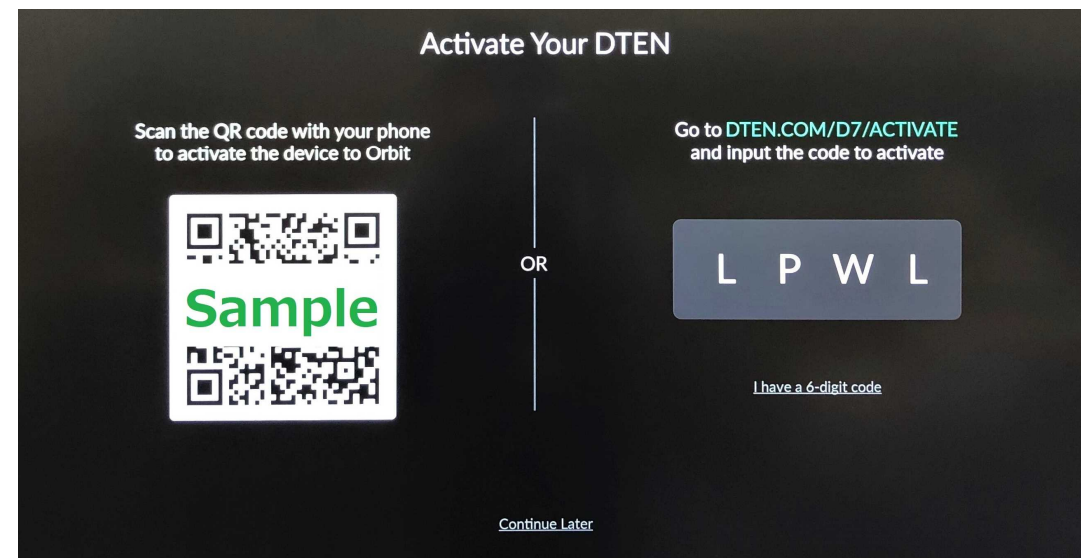 Activate Your DTEN
Scan the QR code with your phone
to activate the device to Orbit
Sample
OR
Go to DTEN.COM/D7/ACTIVATE
and input the code to activate
L P W L
I have a 6-digit code
Continue Later